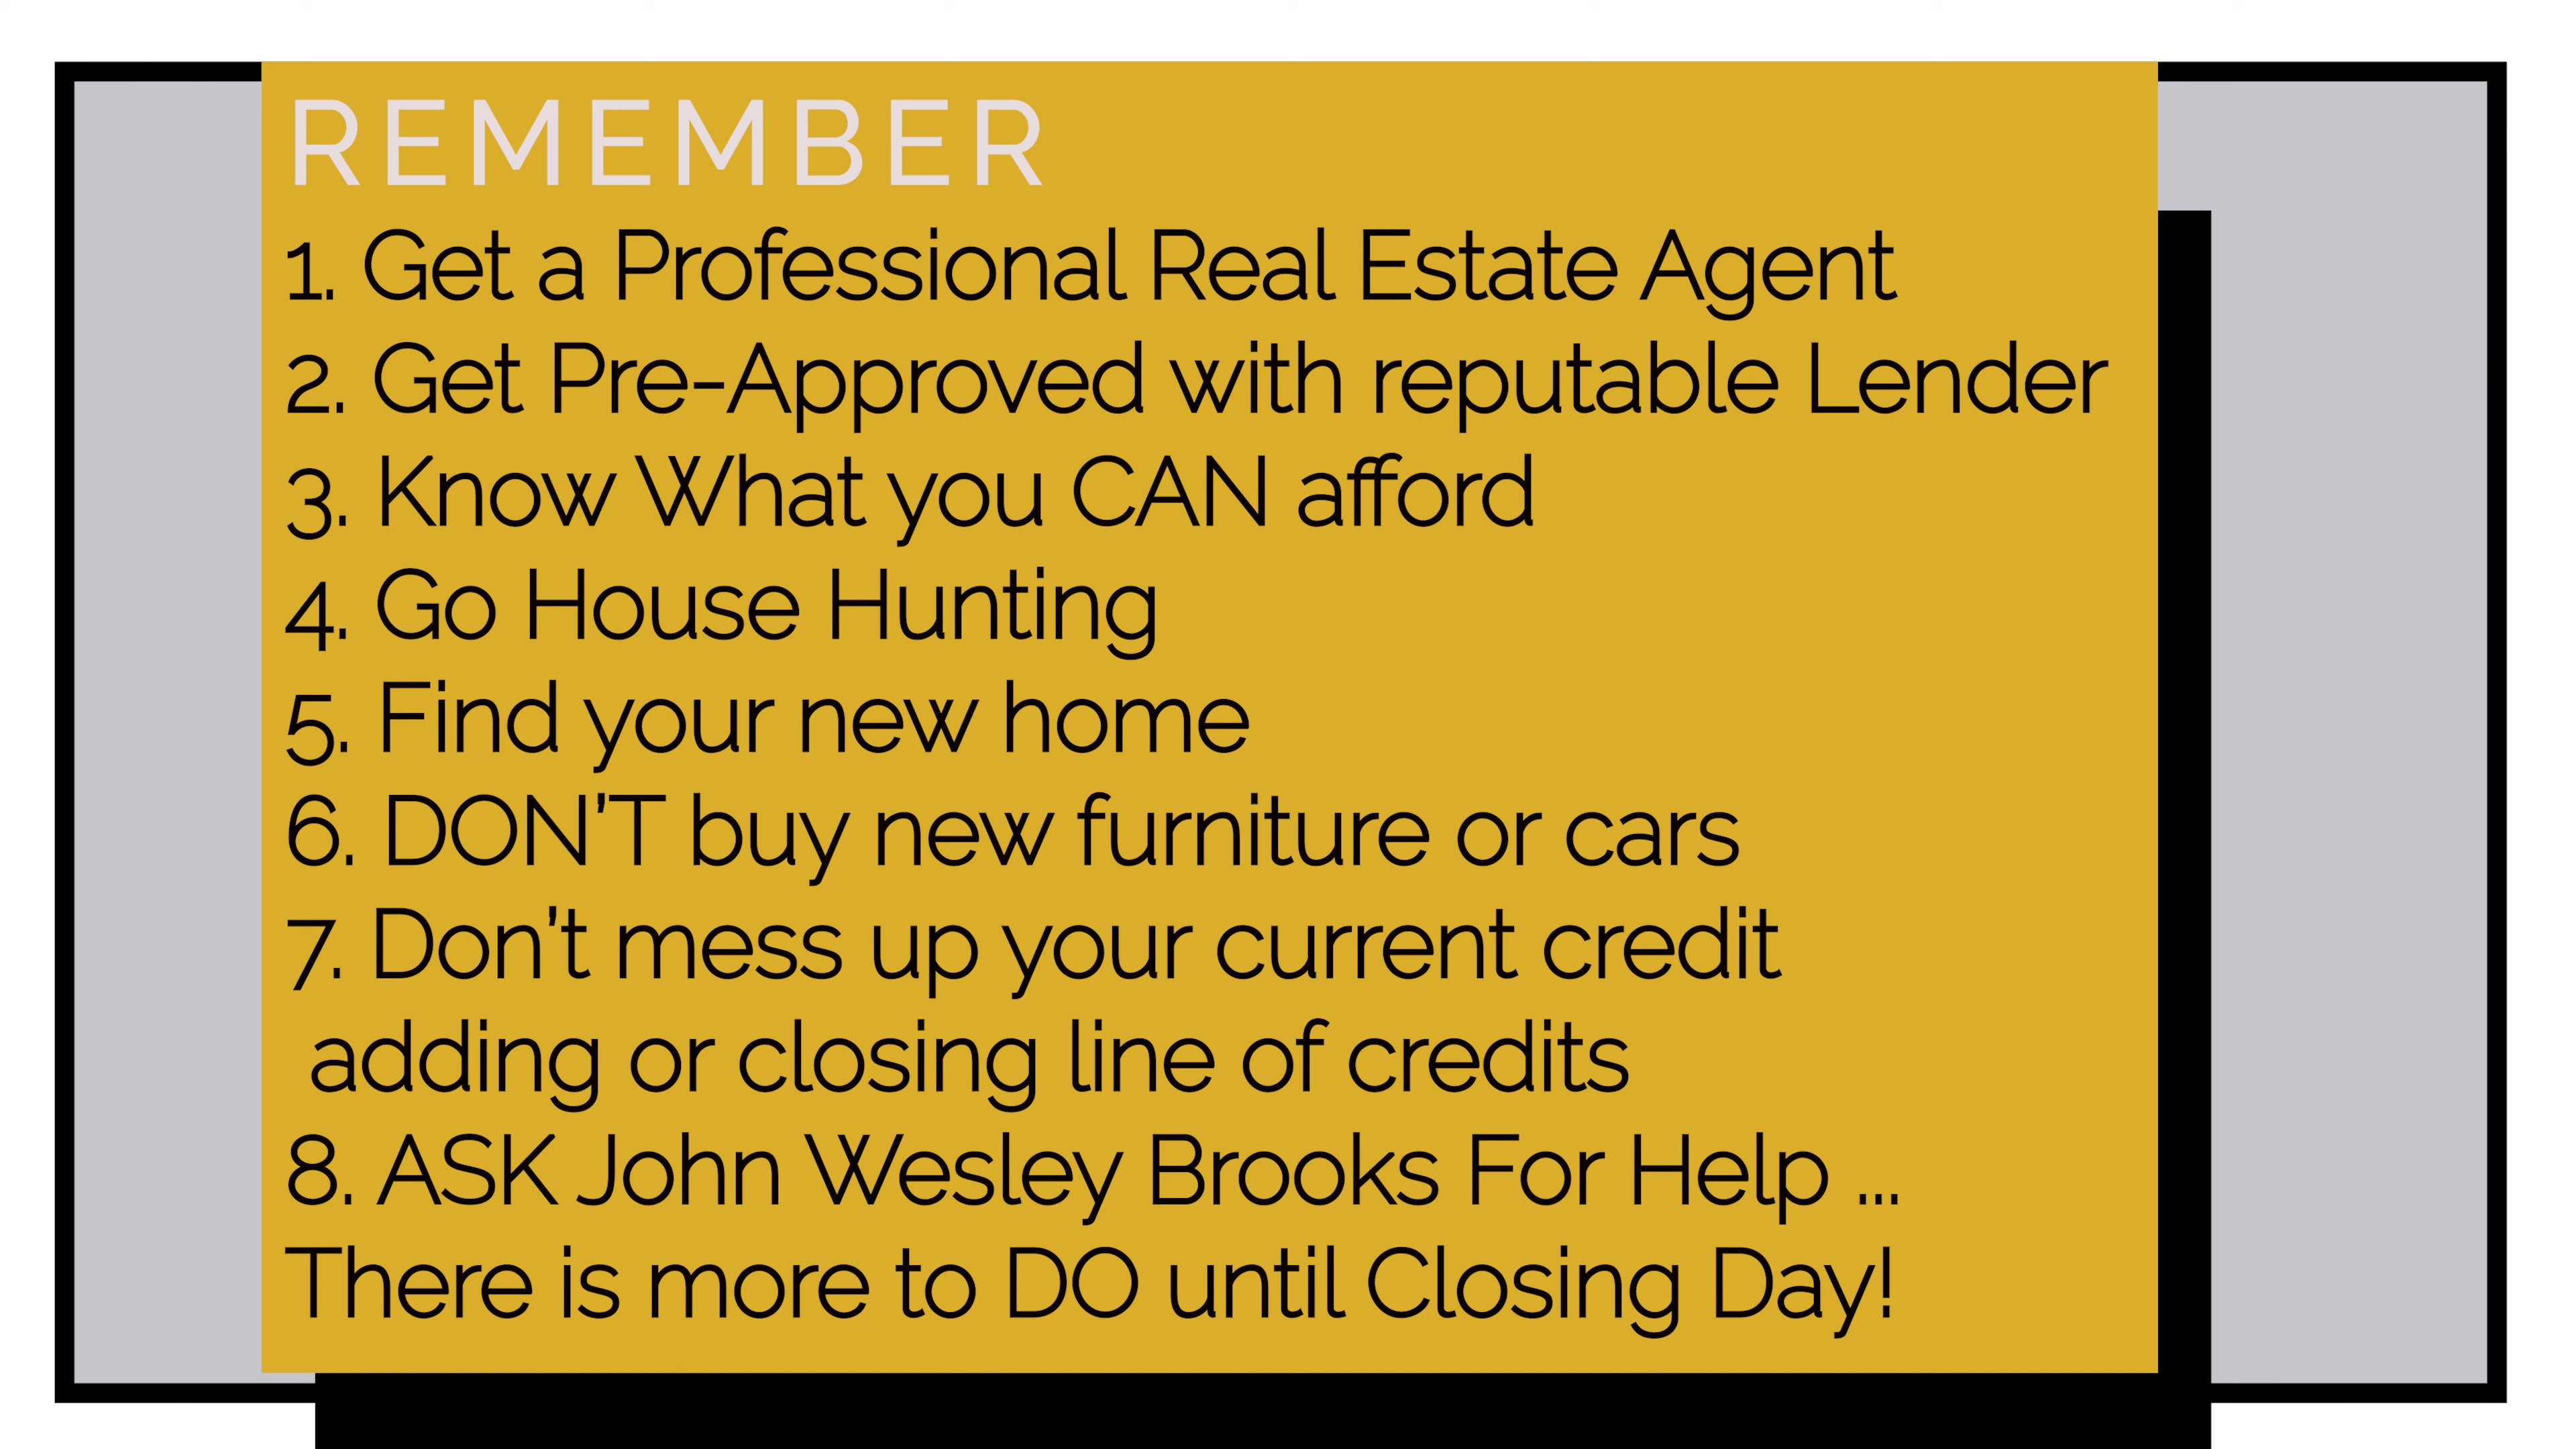 REMEMBER
1. Get a Professional Real Estate Agent
2. Get Pre-Approved with reputable Lender
3. Know What you CAN afford
4. Go House Hunting
5. Find your new home
6. DON'T buy new furniture or cars
7. Don't mess up your current credit
adding or closing line of credits
8. ASK John Wesley Brooks For Help ...
There is more to DO until Closing Day!